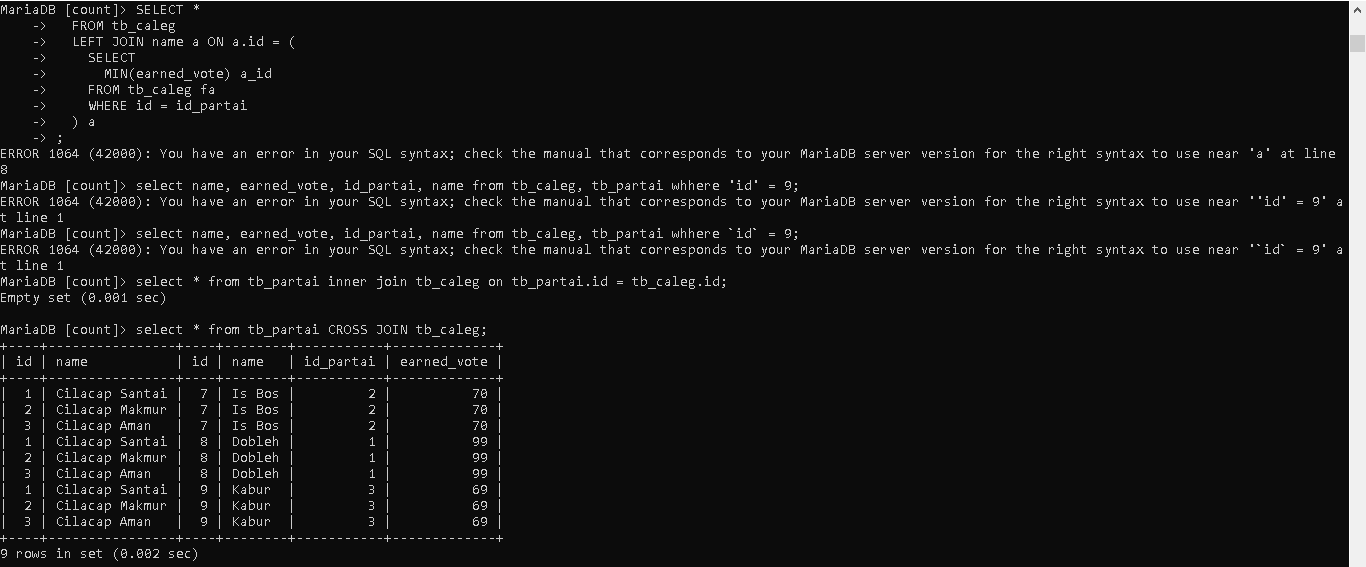 MariaDB [count]> SELECT *
    ->   FROM tb_caleg
    ->   LEFT JOIN name a ON a.id = (
    ->     SELECT
    ->       MIN(earned_vote) a_id
    ->     FROM tb_caleg fa
    ->     WHERE id = id_partai
    ->   ) a
    -> ;
ERROR 1064 (42000): You have an error in your SQL syntax; check the manual that corresponds to your MariaDB server version for the right syntax to use near 'a' at line
8
MariaDB [count]> select name, earned_vote, id_partai, name from tb_caleg, tb_partai whhere 'id' = 9;
ERROR 1064 (42000): You have an error in your SQL syntax; check the manual that corresponds to your MariaDB server version for the right syntax to use near ''id' = 9' a
t line 1
MariaDB [count]> select name, earned_vote, id_partai, name from tb_caleg, tb_partai whhere `id` = 9;
ERROR 1064 (42000): You have an error in your SQL syntax; check the manual that corresponds to your MariaDB server version for the right syntax to use near '`id` = 9' a
t line 1
MariaDB [count]> select * from tb_partai inner join tb_caleg on tb_partai.id = tb_caleg.id;
Empty set (0.001 sec)

MariaDB [count]> select * from tb_partai CROSS JOIN tb_caleg;
+----+----------------+----+--------+-----------+-------------+
| id | name           | id | name   | id_partai | earned_vote |
+----+----------------+----+--------+-----------+-------------+
|  1 | Cilacap Santai |  7 | Is Bos |         2 |          70 |
|  2 | Cilacap Makmur |  7 | Is Bos |         2 |          70 |
|  3 | Cilacap Aman   |  7 | Is Bos |         2 |          70 |
|  1 | Cilacap Santai |  8 | Dobleh |         1 |          99 |
|  2 | Cilacap Makmur |  8 | Dobleh |         1 |          99 |
|  3 | Cilacap Aman   |  8 | Dobleh |         1 |          99 |
|  1 | Cilacap Santai |  9 | Kabur  |         3 |          69 |
|  2 | Cilacap Makmur |  9 | Kabur  |         3 |          69 |
|  3 | Cilacap Aman   |  9 | Kabur  |         3 |          69 |
+----+----------------+----+--------+-----------+-------------+
9 rows in set (0.002 sec)